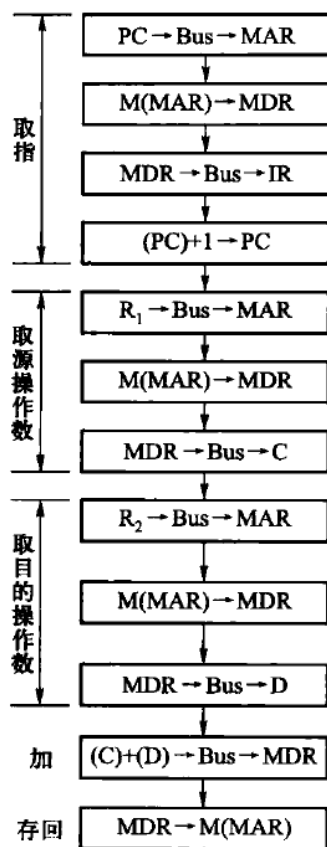 取指
PC→Bus→MAR
M(MAR)→MDR
MDR→Bus→IR
(PC)+1→PC
取源操作数
R₁→Bus→MAR
M(MAR)→MDR
MDR→Bus→C
取目的操作数
R₂→Bus→MAR
M(MAR)→MDR
MDR→Bus→D
加 (C)+(D)→Bus→MDR
存回 MDR→M(MAR)